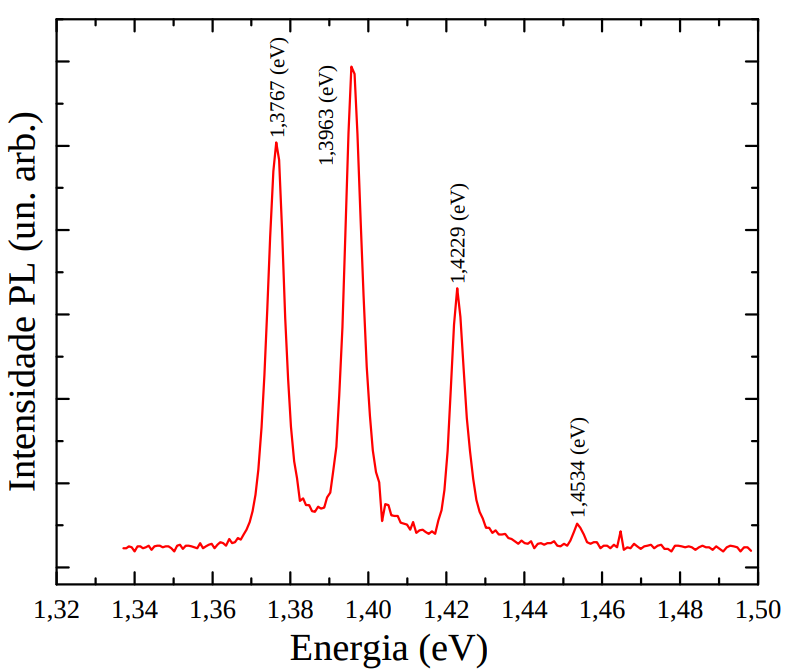 1,3767 (eV)
1,3963 (eV)
1,4229 (eV)
1,4534 (eV)
Intensidade PL (un. arb.)
1,32 1,34 1,36 1,38 1,40 1,42 1,44 1,46 1,48 1,50
Energia (eV)